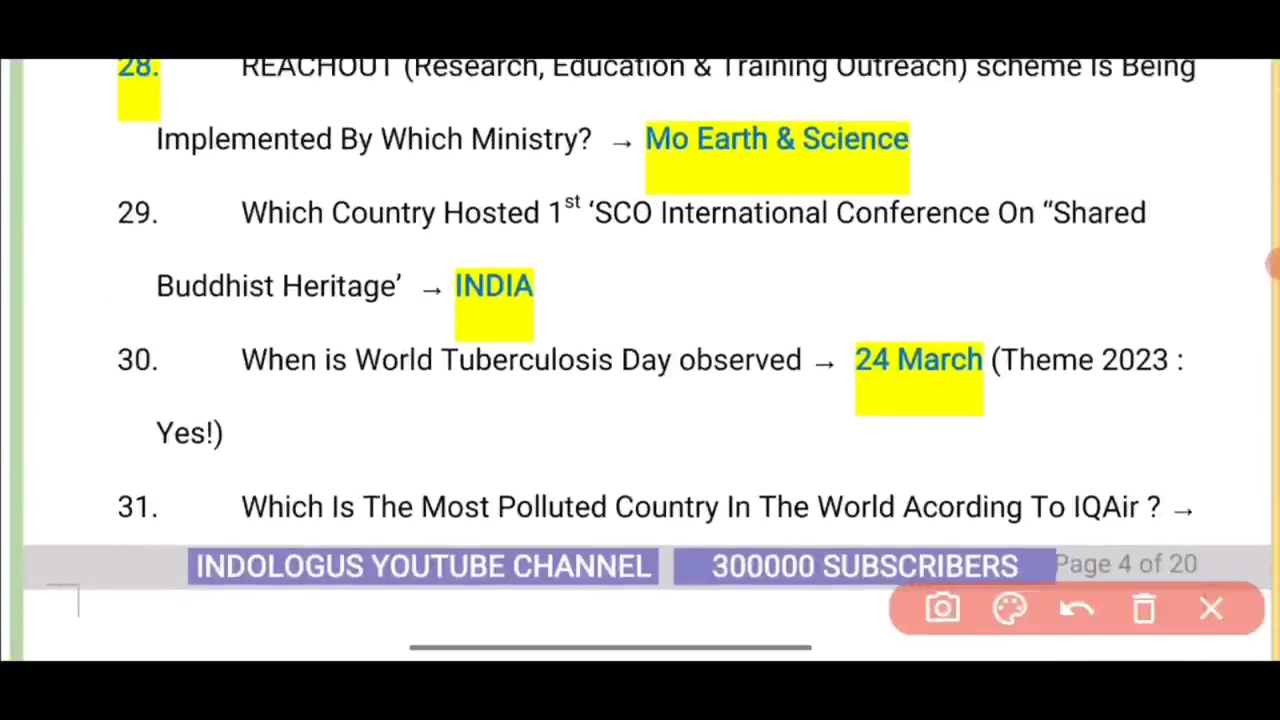 28. REACHOUT (Research, Education & Training Outreach) scheme Is Being
Implemented By Which Ministry? → Mo Earth & Science
29. Which Country Hosted 1st ‘SCO International Conference On “Shared
Buddhist Heritage’ → INDIA
30. When is World Tuberculosis Day observed → 24 March (Theme 2023 :
Yes!)
31. Which Is The Most Polluted Country In The World Acording To IQAir ? →
INDOLOGUS YOUTUBE CHANNEL 300000 SUBSCRIBERS Page 4 of 20